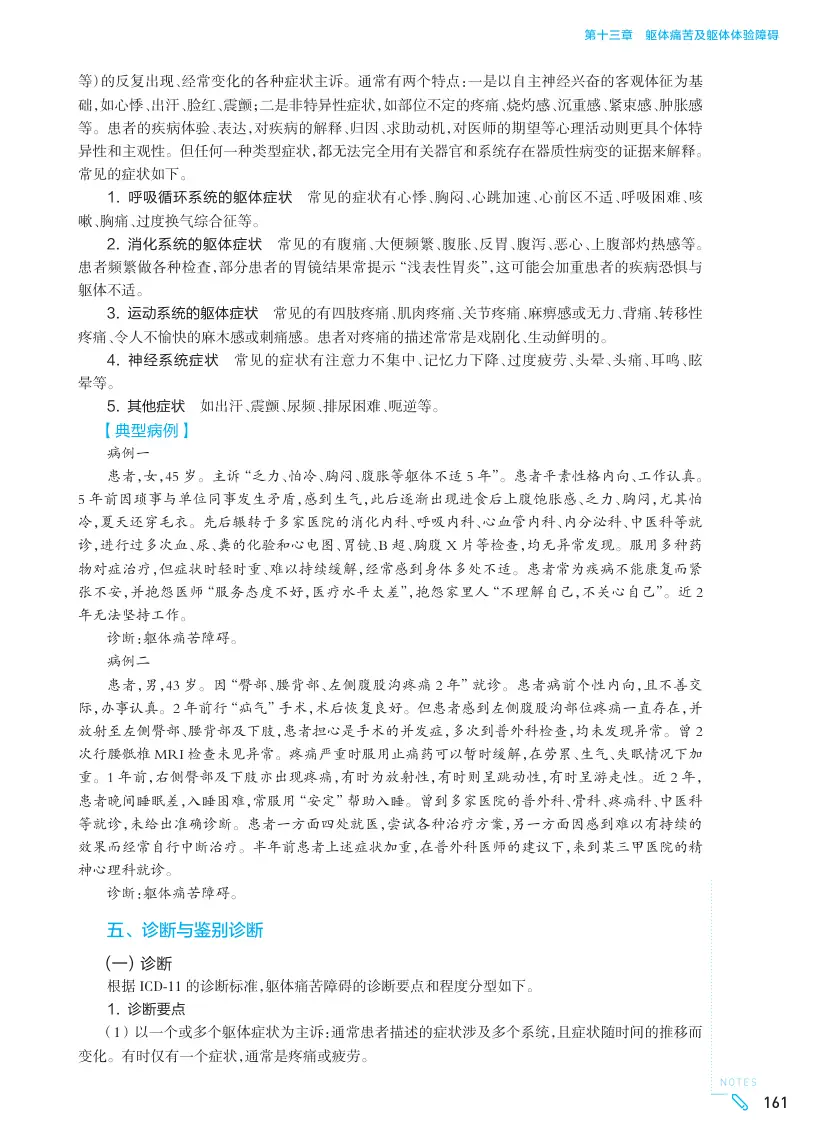 第十三章　躯体痛苦及躯体体验障碍
等)的反复出现、经常变化的各种症状主诉。通常有两个特点:一是以自主神经兴奋的客观体征为基
础,如心悸、出汗、脸红、震颤;二是非特异性症状,如部位不定的疼痛、烧灼感、沉重感、紧束感、肿胀感
等。患者的疾病体验、表达,对疾病的解释、归因、求助动机,对医师的期望等心理活动则更具个体特
异性和主观性。但任何一种类型症状,都无法完全用有关器官和系统存在器质性病变的证据来解释。
常见的症状如下。
1. 呼吸循环系统的躯体症状　常见的症状有心悸、胸闷、心跳加速、心前区不适、呼吸困难、咳
嗽、胸痛、过度换气综合征等。
2. 消化系统的躯体症状　常见的有腹痛、大便频繁、腹胀、反胃、腹泻、恶心、上腹部灼热感等。
患者频繁做各种检查,部分患者的胃镜结果常提示“浅表性胃炎”,这可能会加重患者的疾病恐惧与
躯体不适。
3. 运动系统的躯体症状　常见的有四肢疼痛、肌肉疼痛、关节疼痛、麻痹感或无力、背痛、转移性
疼痛、令人不愉快的麻木感或刺痛感。患者对疼痛的描述常常是戏剧化、生动鲜明的。
4. 神经系统症状　常见的症状有注意力不集中、记忆力下降、过度疲劳、头晕、头痛、耳鸣、眩
晕等。
5. 其他症状　如出汗、震颤、尿频、排尿困难、呃逆等。
【典型病例】
病例一
患者,女,45 岁。主诉“乏力、怕冷、胸闷、腹胀等躯体不适 5 年”。患者平素性格内向、工作认真。
5 年前因琐事与单位同事发生矛盾,感到生气,此后逐渐出现进食后上腹饱胀感、乏力、胸闷,尤其怕
冷,夏天还穿毛衣。先后辗转于多家医院的消化内科、呼吸内科、心血管内科、内分泌科、中医科等就
诊,进行过多次血、尿、粪的化验和心电图、胃镜、B 超、胸腹 X 片等检查,均无异常发现。服用多种药
物对症治疗,但症状时轻时重、难以持续缓解,经常感到身体多处不适。患者常为疾病不能康复而紧
张不安,并抱怨医师“服务态度不好,医疗水平太差”,抱怨家里人“不理解自己,不关心自己”。近 2
年无法坚持工作。
诊断:躯体痛苦障碍。
病例二
患者,男,43 岁。因“臀部、腰背部、左侧腹股沟疼痛 2 年”就诊。患者病前个性内向,且不善交
际,办事认真。2 年前行“疝气”手术,术后恢复良好。但患者感到左侧腹股沟部位疼痛一直存在,并
放射至左侧臀部、腰背部及下肢,患者担心是手术的并发症,多次到普外科检查,均未发现异常。曾 2
次行腰骶椎 MRI 检查未见异常。疼痛严重时服用止痛药可以暂时缓解,在劳累、生气、失眠情况下加
重。1 年前,右侧臀部及下肢亦出现疼痛,有时为放射性,有时则呈跳动性,有时呈游走性。近 2 年,
患者晚间睡眠差,入睡困难,常服用“安定”帮助入睡。曾到多家医院的普外科、骨科、疼痛科、中医科
等就诊,未给出准确诊断。患者一方面四处就医,尝试各种治疗方案,另一方面因感到难以有持续的
效果而经常自行中断治疗。半年前患者上述症状加重,在普外科医师的建议下,来到某三甲医院的精
神心理科就诊。
诊断:躯体痛苦障碍。
五、诊断与鉴别诊断
(一) 诊断
根据 ICD-11 的诊断标准,躯体痛苦障碍的诊断要点和程度分型如下。
1. 诊断要点
(1)以一个或多个躯体症状为主诉:通常患者描述的症状涉及多个系统,且症状随时间的推移而
变化。有时仅有一个症状,通常是疼痛或疲劳。
NOTES
161